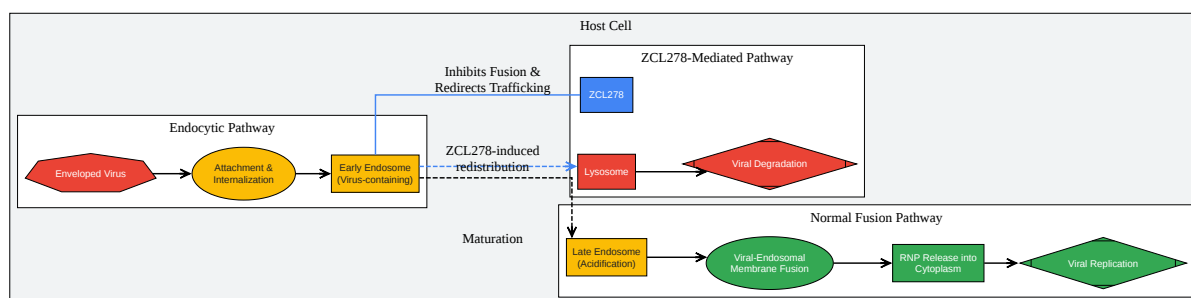 Host Cell
ZCL278-Mediated Pathway
Inhibits Fusion &
Redirects Trafficking
ZCL278
Endocytic Pathway
Enveloped Virus
Attachment &
Internalization
Early Endosome
(Virus-containing)
ZCL278-induced
redistribution
Lysosome
Viral Degradation
Normal Fusion Pathway
Maturation
Late Endosome
(Acidification)
Viral-Endosomal
Membrane Fusion
RNP Release into
Cytoplasm
Viral Replication